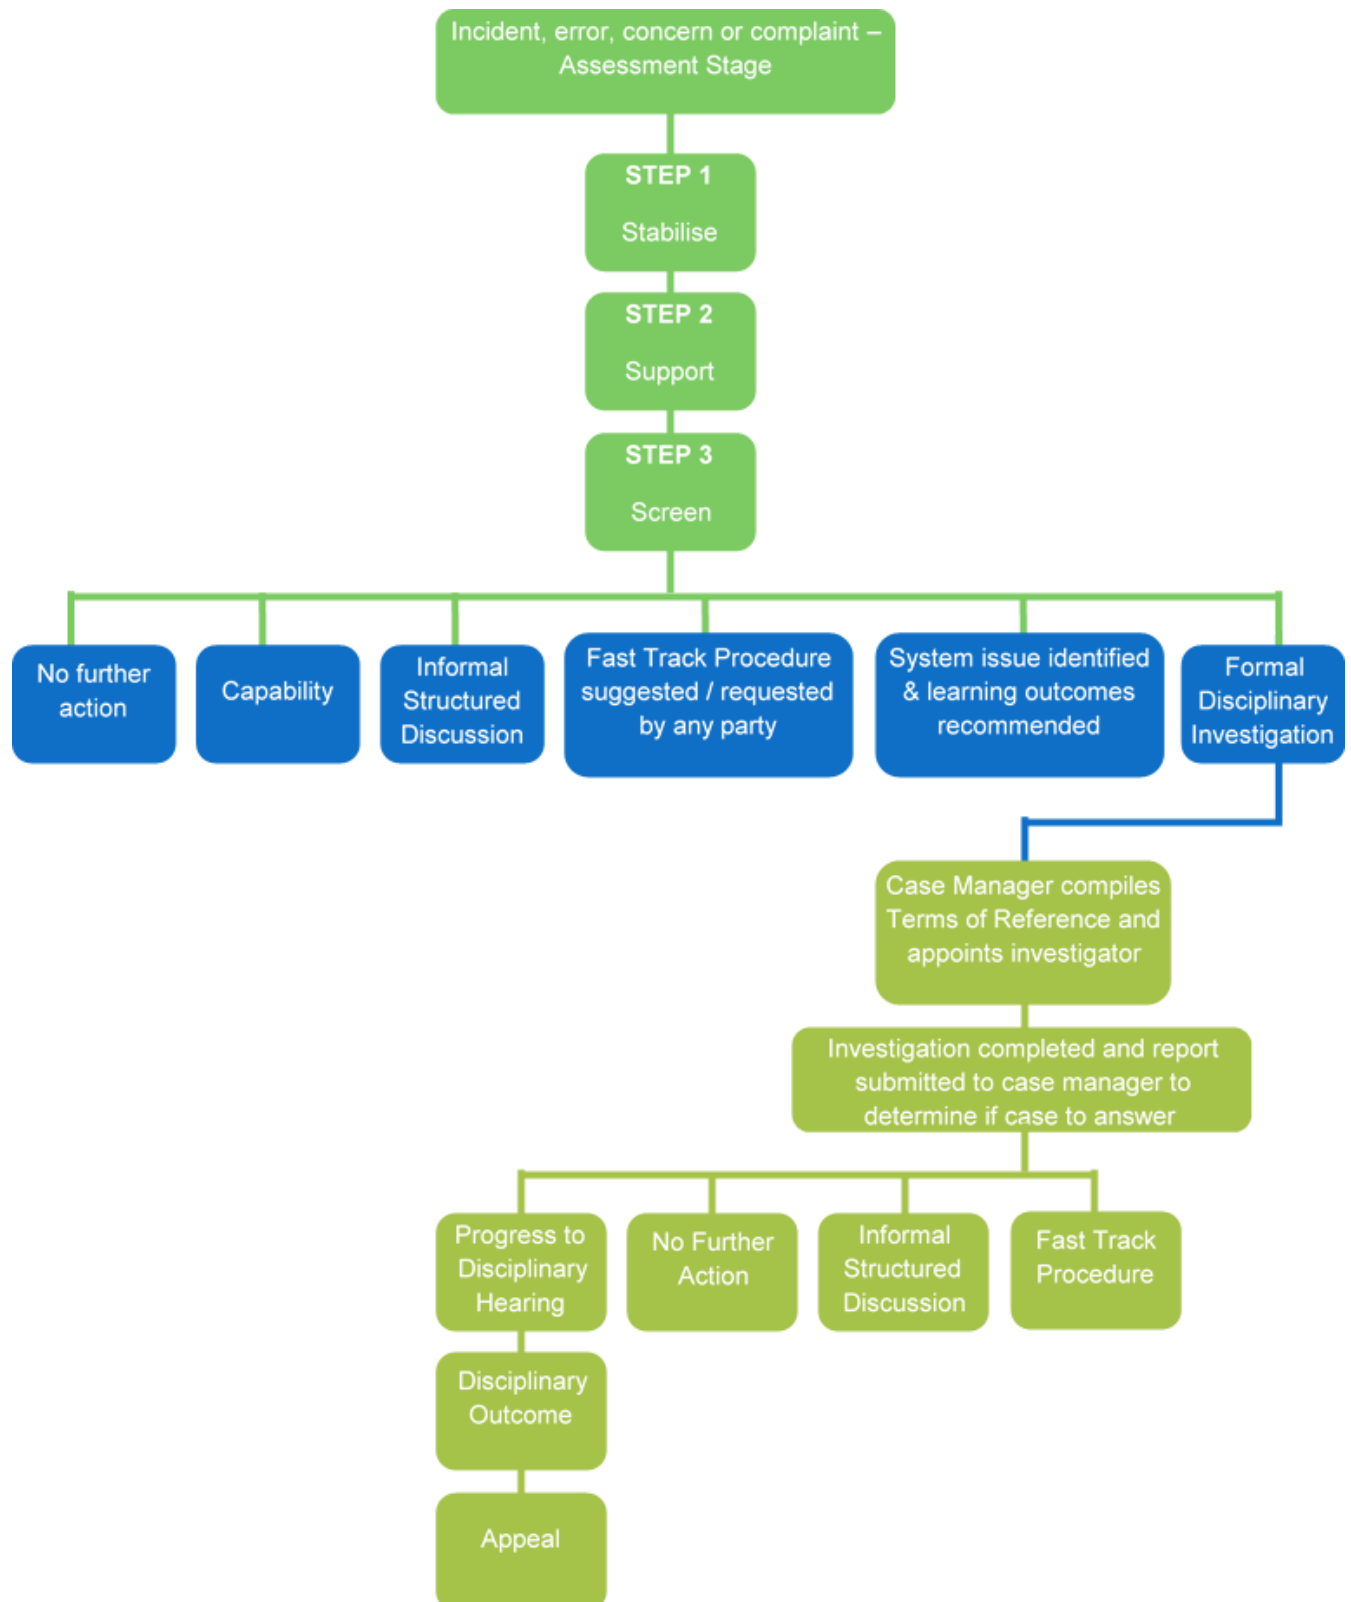 Incident, error, concern or complaint –
Assessment Stage
STEP 1
Stabilise
STEP 2
Support
STEP 3
Screen
No further
action
Capability
Informal
Structured
Discussion
Fast Track Procedure
suggested / requested
by any party
System issue identified
& learning outcomes
recommended
Formal
Disciplinary
Investigation
Case Manager compiles
Terms of Reference and
appoints investigator
Investigation completed and report
submitted to case manager to
determine if case to answer
Progress to
Disciplinary
Hearing
No Further
Action
Informal
Structured
Discussion
Fast Track
Procedure
Disciplinary
Outcome
Appeal